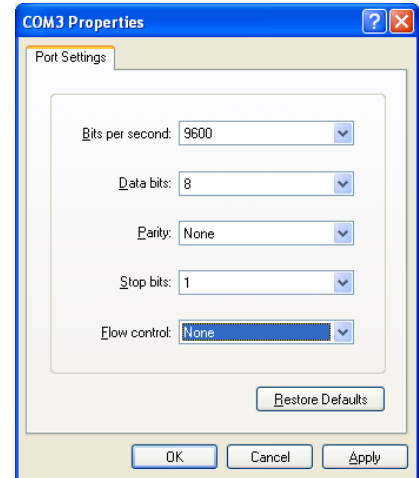 COM3 Properties
Port Settings
Bits per second: 9600
Data bits: 8
Parity: None
Stop bits: 1
Flow control: None
Restore Defaults
OK Cancel Apply